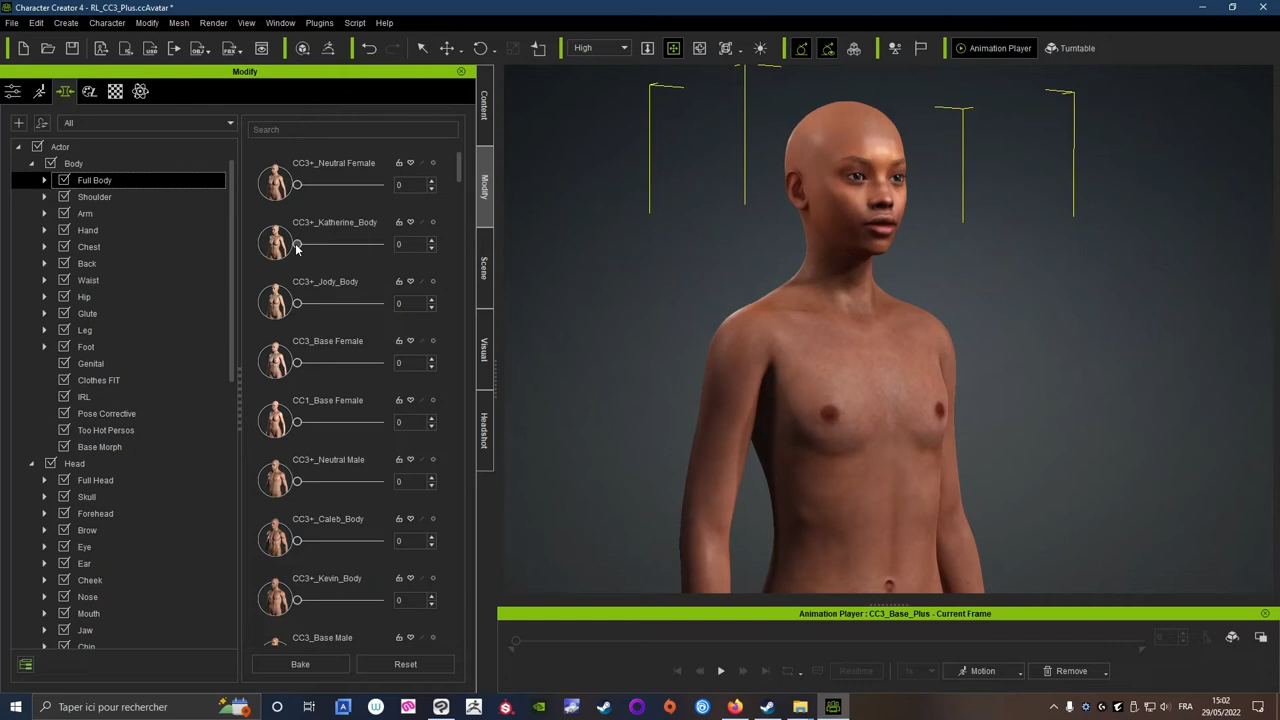 Character Creator 4 - RL_CC3_Plus.ccAvatar *
File Edit Create Character Modify Mesh Render View Window Plugins Script Help
High
Animation Player
Turntable
Modify
All
Search
Actor
Body
Full Body
Shoulder
Arm
Hand
Chest
Back
Waist
Hip
Glute
Leg
Foot
Genital
Clothes FIT
IRL
Pose Corrective
Too Hot Persos
Base Morph
Head
Full Head
Skull
Forehead
Brow
Eye
Ear
Cheek
Nose
Mouth
Jaw
Chin
CC3+_Neutral Female
0
CC3+_Katherine_Body
0
CC3+_Jody_Body
0
CC3_Base Female
0
CC1_Base Female
0
CC3+_Neutral Male
0
CC3+_Caleb_Body
0
CC3+_Kevin_Body
0
CC3_Base Male
Bake
Reset
Content
Modify
Scene
Visual
Headshot
Animation Player : CC3_Base_Plus - Current Frame
0
Realtime
1x
Motion
Remove
Taper ici pour rechercher
FRA
15:02
29/05/2022